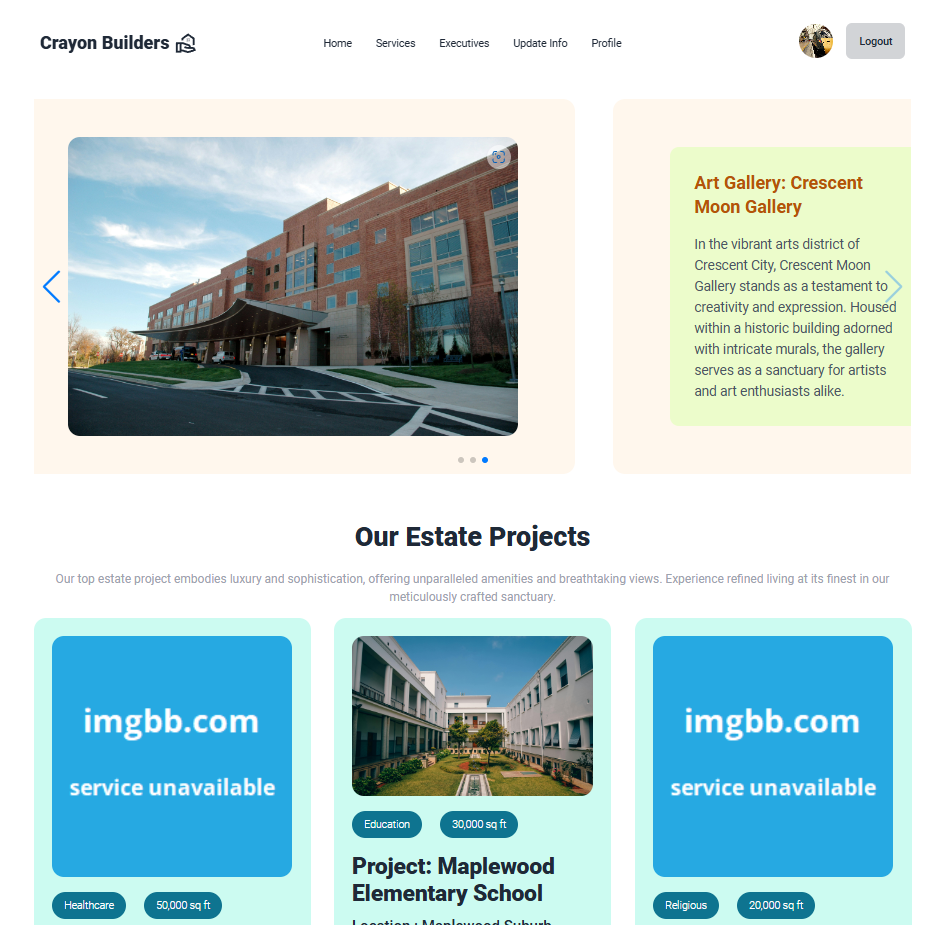 Crayon Builders
Home Services Executives Update Info Profile
Logout
Art Gallery: Crescent
Moon Gallery
In the vibrant arts district of
Crescent City, Crescent Moon
Gallery stands as a testament to
creativity and expression. Housed
within a historic building adorned
with intricate murals, the gallery
serves as a sanctuary for artists
and art enthusiasts alike.
Our Estate Projects
Our top estate project embodies luxury and sophistication, offering unparalleled amenities and breathtaking views. Experience refined living at its finest in our
meticulously crafted sanctuary.
imgbb.com
service unavailable
Healthcare 50,000 sq ft
Education 30,000 sq ft
Project: Maplewood
Elementary School
Location : Maplewood Suburb
imgbb.com
service unavailable
Religious 20,000 sq ft